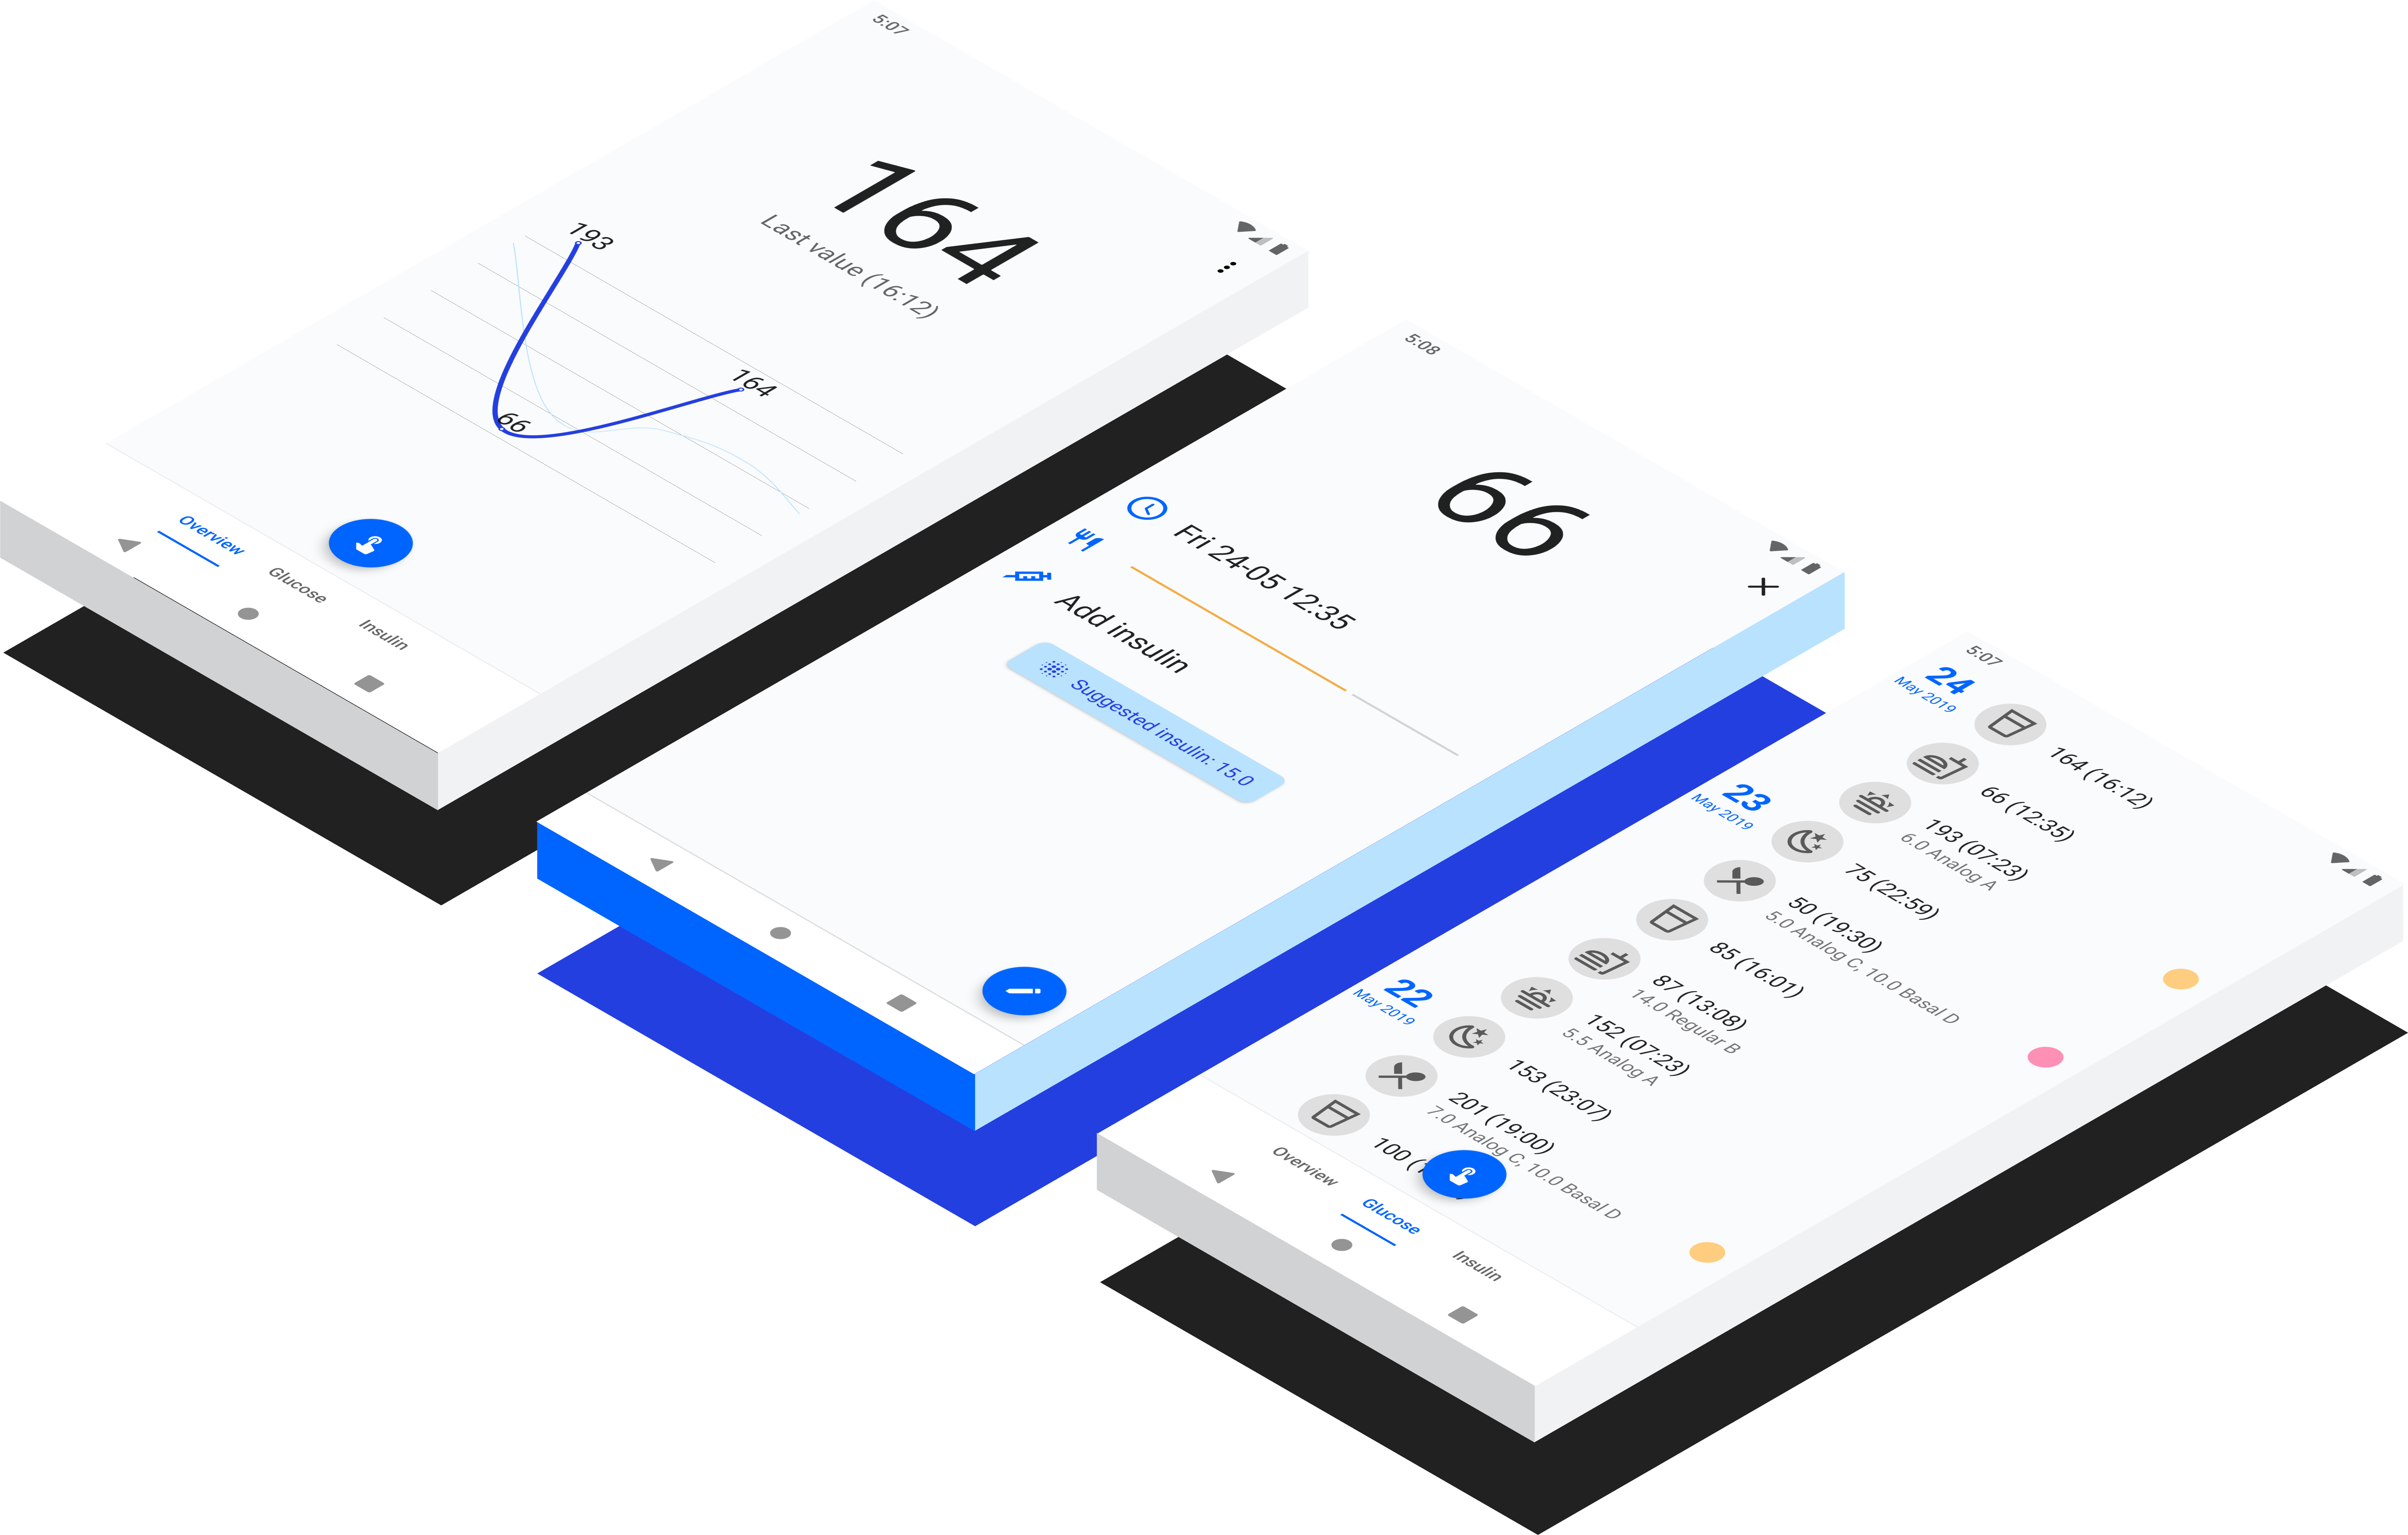 5:07
164
Last value (16:12)
193
164
66
Overview
Glucose
Insulin
5:08
66
Fri 24-05 12:35
Add insulin
Suggested insulin: 15.0
5:07
24
May 2019
164 (16:12)
66 (12:35)
193 (07:23)
6.0 Analog A
23
May 2019
75 (22:59)
50 (19:30)
5.0 Analog C, 10.0 Basal D
85 (16:01)
87 (13:08)
14.0 Regular B
152 (07:23)
5.5 Analog A
22
May 2019
153 (23:07)
201 (19:00)
7.0 Analog C, 10.0 Basal D
100
Overview
Glucose
Insulin